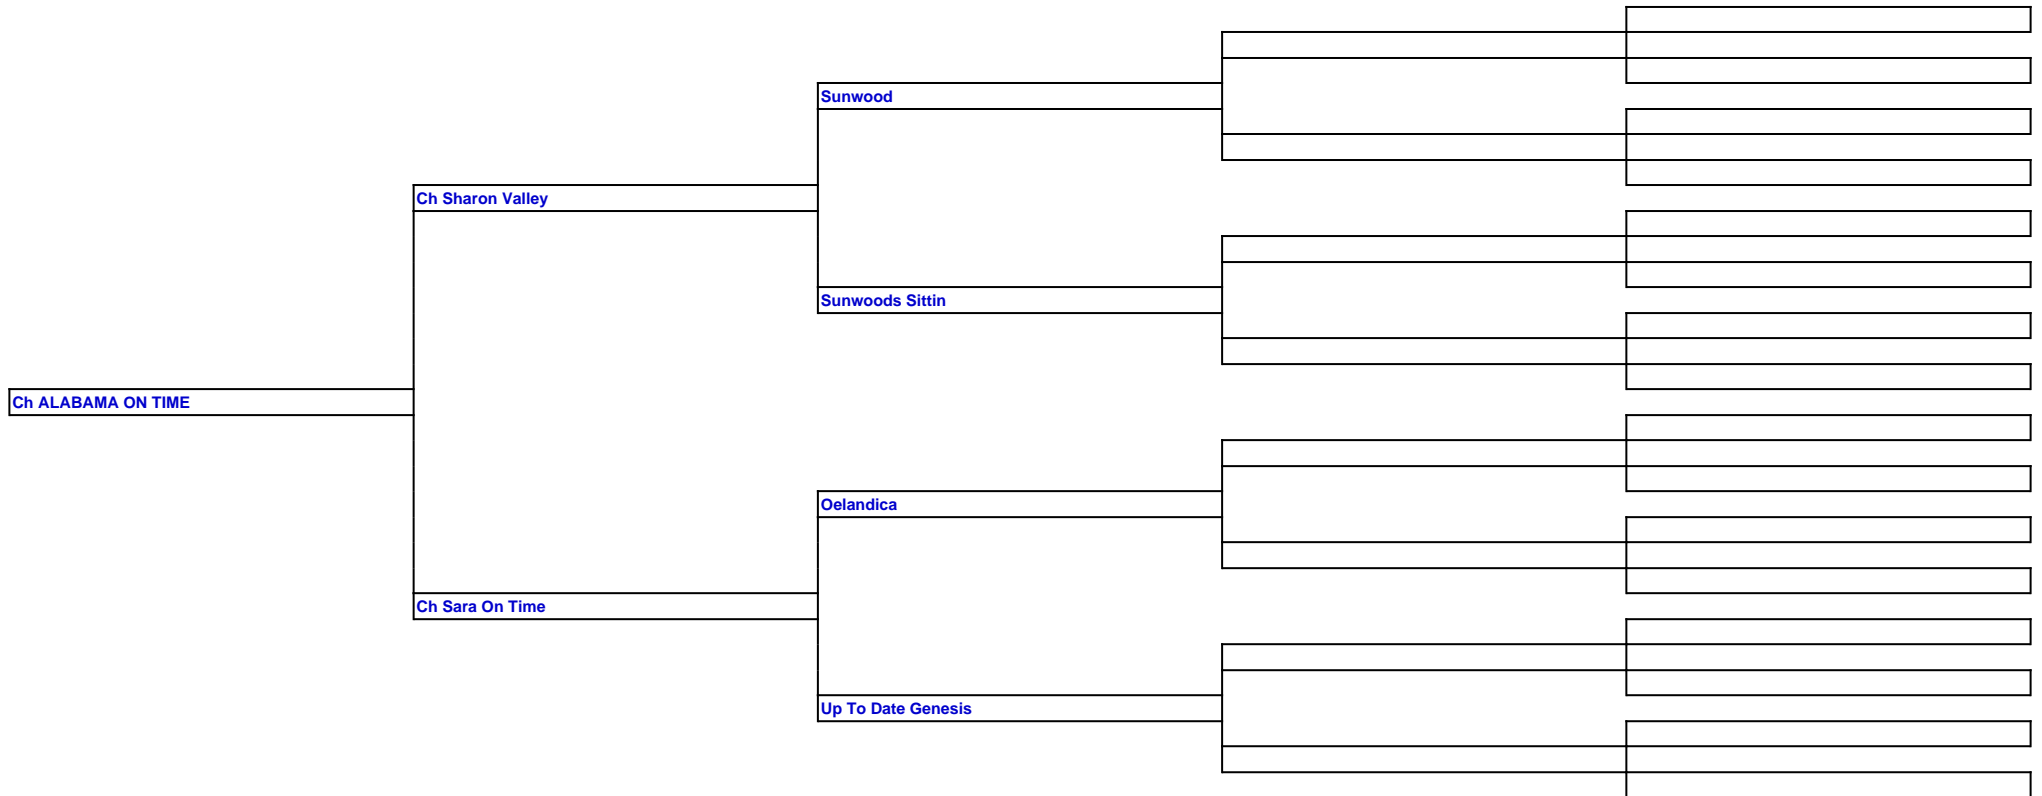 Sunwood
Ch Sharon Valley
Sunwoods Sittin
Ch ALABAMA ON TIME
Oelandica
Ch Sara On Time
Up To Date Genesis